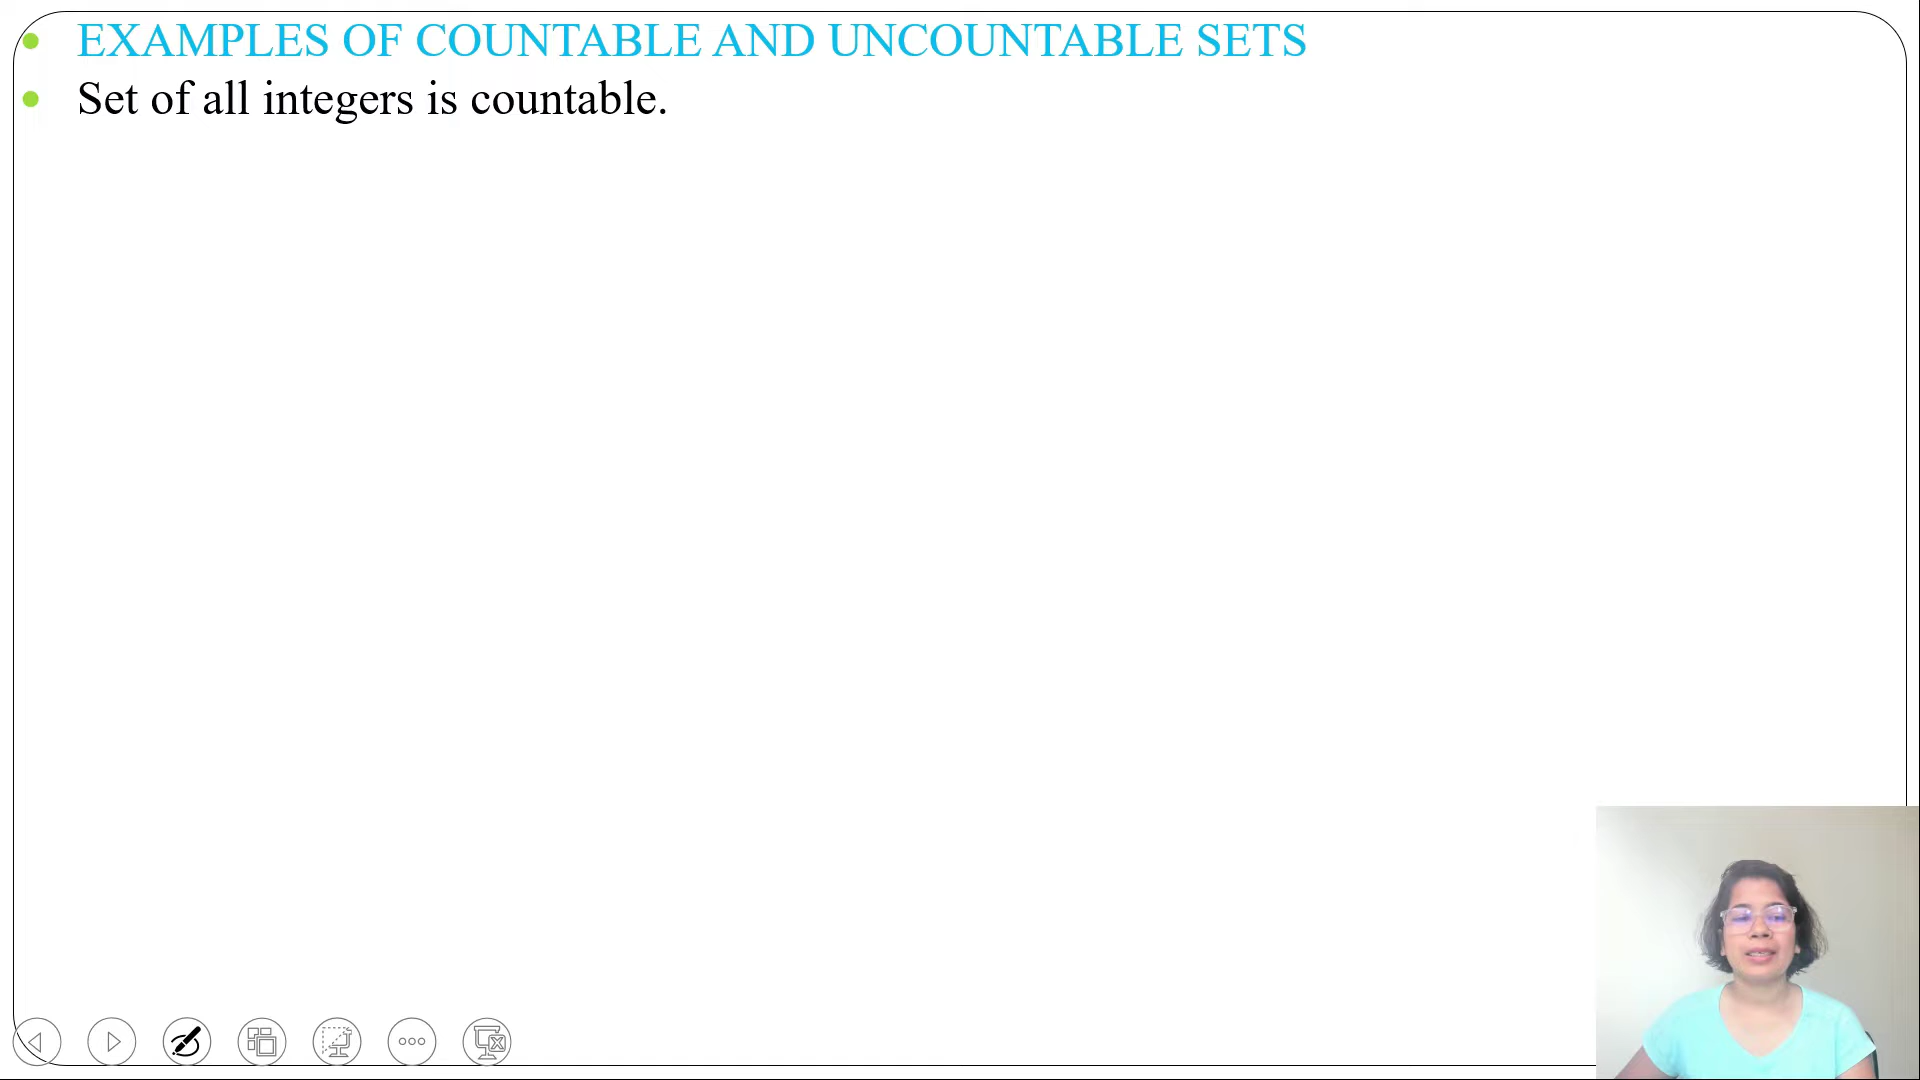 EXAMPLES OF COUNTABLE AND UNCOUNTABLE SETS
Set of all integers is countable.